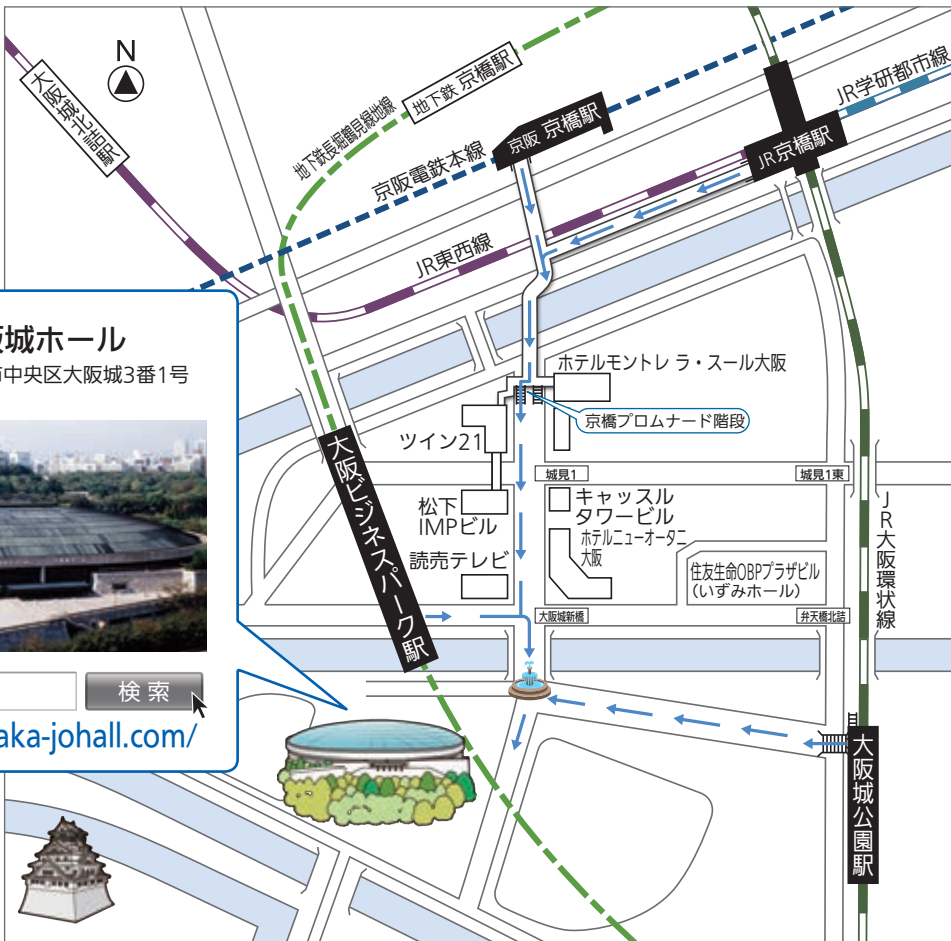 N
大阪城北詰駅
地下鉄長堀鶴見緑地線
地下鉄 京橋駅
京阪 京橋駅
京阪電鉄本線
JR学研都市線
JR京橋駅
JR東西線
阪城ホール
市中央区大阪城3番1号
検索
aka-johall.com/
ホテルモントレ ラ・スール大阪
京橋プロムナード階段
ツイン21
城見1
城見1東
松下
IMPビル
キャッスル
タワービル
ホテルニューオータニ
大阪
読売テレビ
住友生命OBPプラザビル
(いずみホール)
大阪ビジネスパーク駅
JR大阪環状線
大阪城新橋
弁天橋北詰
大阪城公園駅